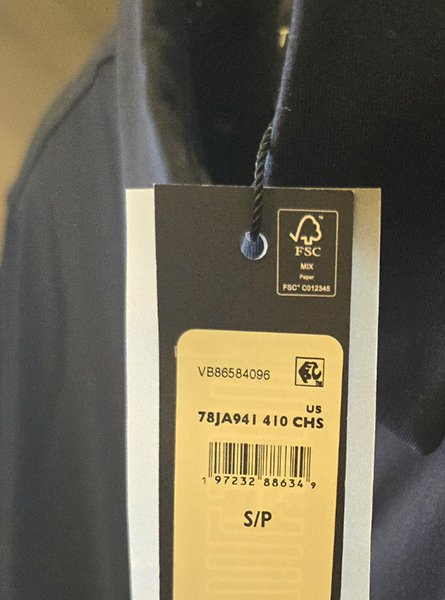 FSC
MIX
Paper
FSC® C012345
VB86584096
US
78JA941 410 CHS
1 97232 88634 9
S/P